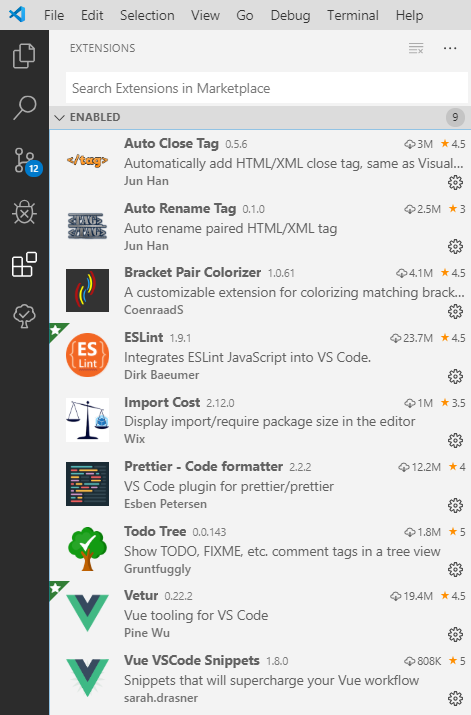 File Edit Selection View Go Debug Terminal Help
EXTENSIONS
Search Extensions in Marketplace
ENABLED 9
Auto Close Tag 0.5.6 3M 4.5
</tag> Automatically add HTML/XML close tag, same as Visual...
Jun Han
12
Auto Rename Tag 0.1.0 2.5M 3
Auto rename paired HTML/XML tag
Jun Han
Bracket Pair Colorizer 1.0.61 4.1M 4.5
A customizable extension for colorizing matching brack...
CoenraadS
ESLint 1.9.1 23.7M 4.5
ES Lint Integrates ESLint JavaScript into VS Code.
Dirk Baeumer
Import Cost 2.12.0 1M 3.5
Display import/require package size in the editor
Wix
Prettier - Code formatter 2.2.2 12.2M 4
VS Code plugin for prettier/prettier
Esben Petersen
Todo Tree 0.0.143 1.8M 5
Show TODO, FIXME, etc. comment tags in a tree view
Gruntfuggly
Vetur 0.22.2 19.4M 4.5
Vue tooling for VS Code
Pine Wu
Vue VSCode Snippets 1.8.0 808K 5
Snippets that will supercharge your Vue workflow
sarah.drasner